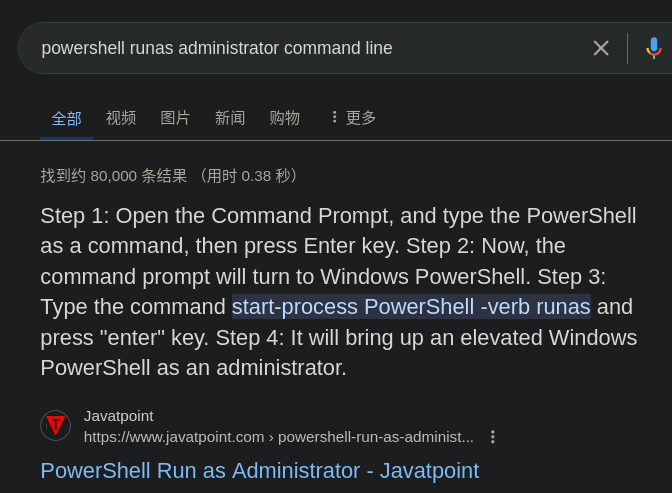 powershell runas administrator command line
全部 视频 图片 新闻 购物 更多
找到约 80,000 条结果 （用时 0.38 秒）
Step 1: Open the Command Prompt, and type the PowerShell
as a command, then press Enter key. Step 2: Now, the
command prompt will turn to Windows PowerShell. Step 3:
Type the command start-process PowerShell -verb runas and
press "enter" key. Step 4: It will bring up an elevated Windows
PowerShell as an administrator.
Javatpoint
https://www.javatpoint.com › powershell-run-as-administ...
PowerShell Run as Administrator - Javatpoint